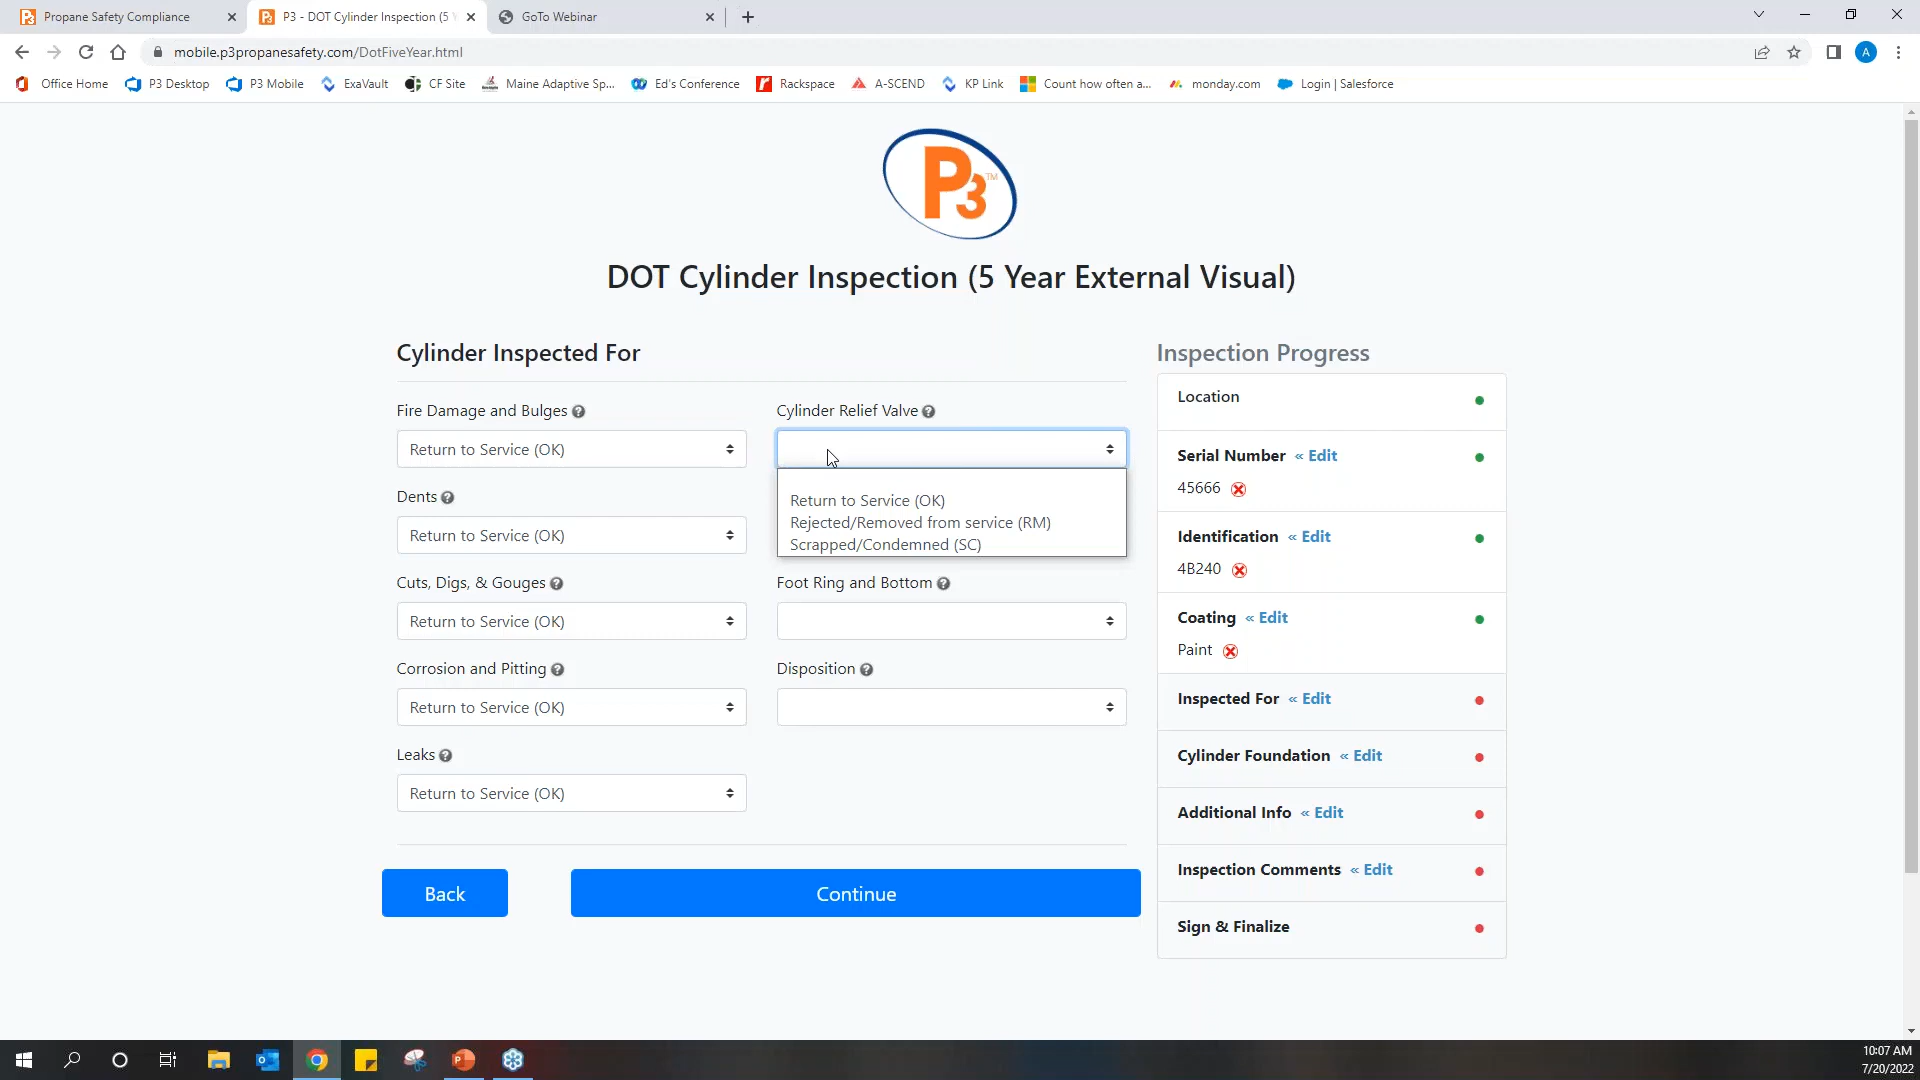 Propane Safety Compliance
P3 - DOT Cylinder Inspection (5 Y
GoTo Webinar
mobile.p3propanesafety.com/DotFiveYear.html
A
Office Home
P3 Desktop
P3 Mobile
ExaVault
CF Site
Maine Adaptive Sp...
Ed's Conference
Rackspace
A-SCEND
KP Link
Count how often a...
monday.com
Login | Salesforce
P3™
DOT Cylinder Inspection (5 Year External Visual)
Cylinder Inspected For
Fire Damage and Bulges
Return to Service (OK)
Dents
Return to Service (OK)
Cuts, Digs, & Gouges
Return to Service (OK)
Corrosion and Pitting
Return to Service (OK)
Leaks
Return to Service (OK)
Cylinder Relief Valve
Return to Service (OK)
Rejected/Removed from service (RM)
Scrapped/Condemned (SC)
Foot Ring and Bottom
Disposition
Back
Continue
Inspection Progress
Location
Serial Number « Edit
45666
Identification « Edit
4B240
Coating « Edit
Paint
Inspected For « Edit
Cylinder Foundation « Edit
Additional Info « Edit
Inspection Comments « Edit
Sign & Finalize
10:07 AM
7/20/2022